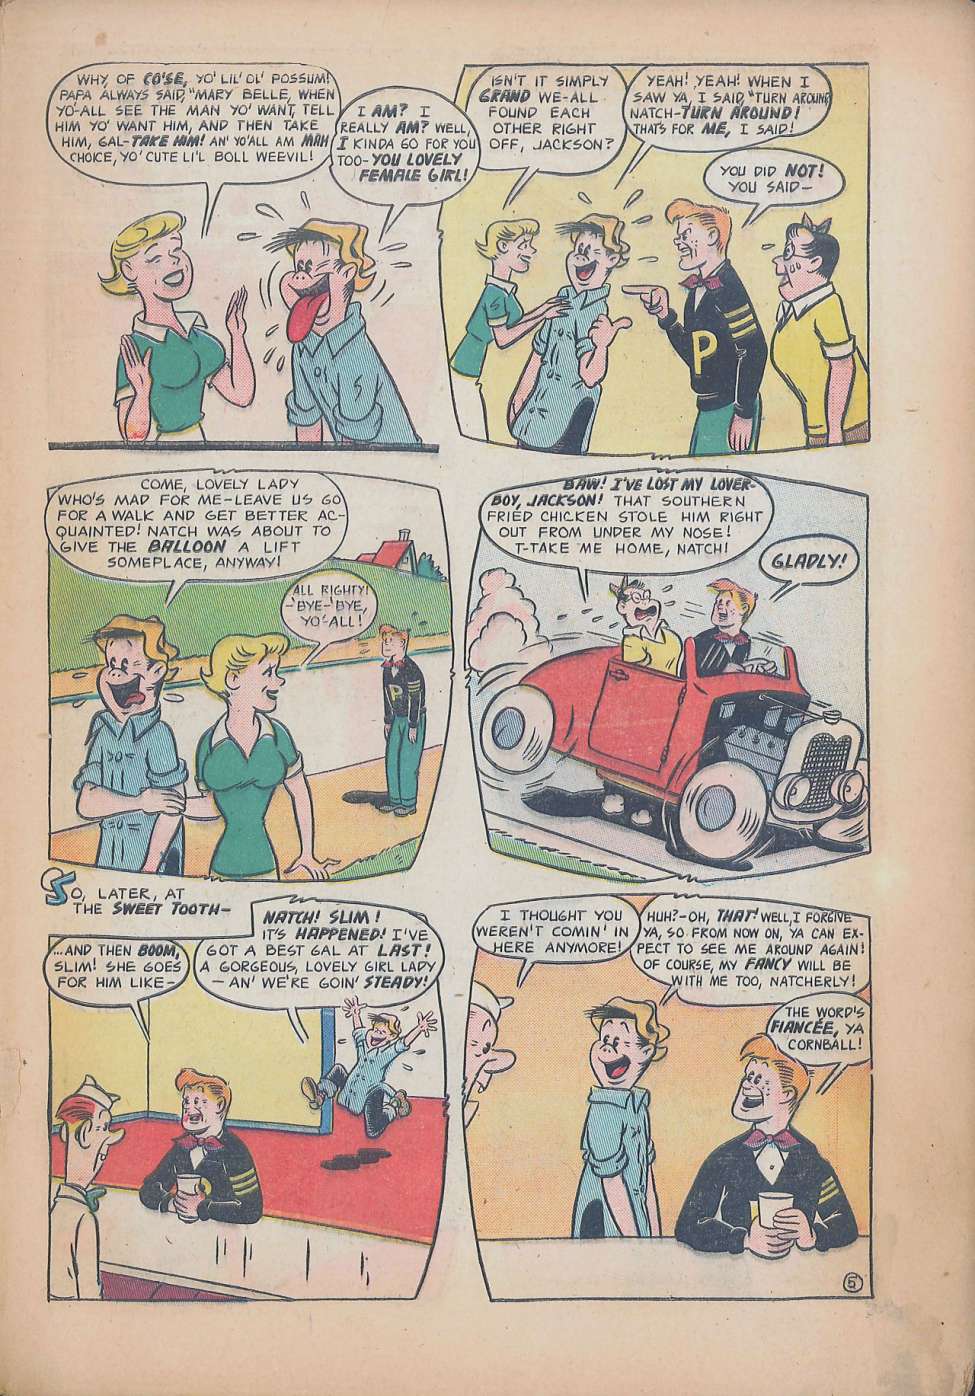 WHY, OF CO'SE, YO' LIL' OL' POSSUM!
PAPA ALWAYS SAID, "MARY BELLE, WHEN
YO'-ALL SEE THE MAN YO' WANT, TELL
HIM YO' WANT HIM, AND THEN TAKE
HIM, GAL-TAKE HIM! AN' YO'ALL AM MAH
CHOICE, YO' CUTE LI'L BOLL WEEVIL!
I AM? I
REALLY AM? WELL,
I KINDA GO FOR YOU
TOO-YOU LOVELY
FEMALE GIRL!
ISN'T IT SIMPLY
GRAND WE-ALL
FOUND EACH
OTHER RIGHT
OFF, JACKSON?
YEAH! YEAH! WHEN I
SAW YA, I SAID, "TURN AROUND,
NATCH-TURN AROUND!
THAT'S FOR ME, I SAID!
YOU DID NOT!
YOU SAID-
P
COME, LOVELY LADY
WHO'S MAD FOR ME-LEAVE US GO
FOR A WALK AND GET BETTER AC-
QUAINTED! NATCH WAS ABOUT TO
GIVE THE BALLOON A LIFT
SOMEPLACE, ANYWAY!
ALL RIGHTY!
-'BYE-'BYE,
YO'-ALL!
P
BAW! I'VE LOST MY LOVER-
BOY, JACKSON! THAT SOUTHERN
FRIED CHICKEN STOLE HIM RIGHT
OUT FROM UNDER MY NOSE!
T-TAKE ME HOME, NATCH!
GLADLY!
SO, LATER, AT
THE SWEET TOOTH-
...AND THEN BOOM,
SLIM! SHE GOES
FOR HIM LIKE-
NATCH! SLIM!
IT'S HAPPENED! I'VE
GOT A BEST GAL AT LAST!
A GORGEOUS, LOVELY GIRL LADY
-AN' WE'RE GOIN' STEADY!
I THOUGHT YOU
WEREN'T COMIN' IN
HERE ANYMORE!
HUH?-OH, THAT! WELL, I FORGIVE
YA, SO FROM NOW ON, YA CAN EX-
PECT TO SEE ME AROUND AGAIN!
OF COURSE, MY FANCY WILL BE
WITH ME TOO, NATCHERLY!
THE WORD'S
FIANCÉE, YA
CORNBALL!
5